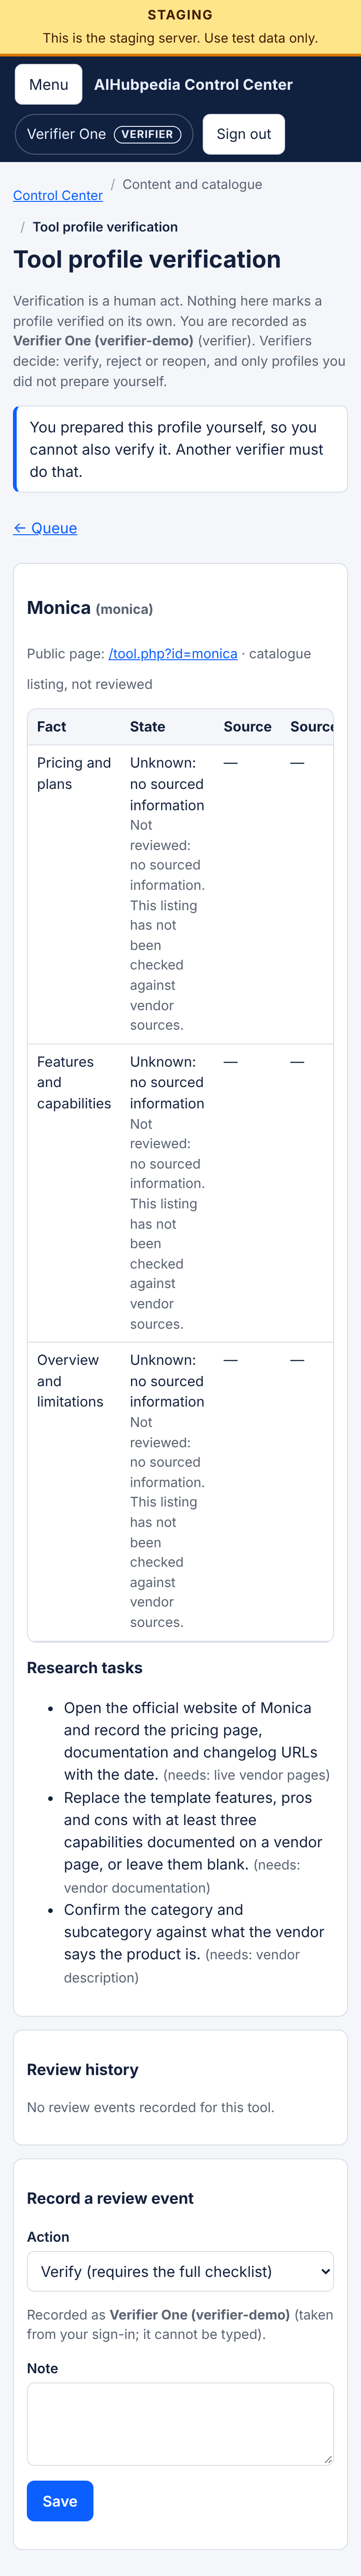 STAGING
This is the staging server. Use test data only.
Menu
AIHubpedia Control Center
Verifier One VERIFIER
Sign out
Control Center / Content and catalogue
/ Tool profile verification
Tool profile verification
Verification is a human act. Nothing here marks a
profile verified on its own. You are recorded as
Verifier One (verifier-demo) (verifier). Verifiers
decide: verify, reject or reopen, and only profiles you
did not prepare yourself.
You prepared this profile yourself, so you
cannot also verify it. Another verifier must
do that.
← Queue
Monica (monica)
Public page: /tool.php?id=monica · catalogue
listing, not reviewed
Fact State Source Source
Pricing and
plans
Unknown:
no sourced
information
Not
reviewed:
no sourced
information.
This listing
has not
been
checked
against
vendor
sources.
— —
Features
and
capabilities
Unknown:
no sourced
information
Not
reviewed:
no sourced
information.
This listing
has not
been
checked
against
vendor
sources.
— —
Overview
and
limitations
Unknown:
no sourced
information
Not
reviewed:
no sourced
information.
This listing
has not
been
checked
against
vendor
sources.
— —
Research tasks
• Open the official website of Monica
and record the pricing page,
documentation and changelog URLs
with the date. (needs: live vendor pages)
• Replace the template features, pros
and cons with at least three
capabilities documented on a vendor
page, or leave them blank. (needs:
vendor documentation)
• Confirm the category and
subcategory against what the vendor
says the product is. (needs: vendor
description)
Review history
No review events recorded for this tool.
Record a review event
Action
Verify (requires the full checklist)
Recorded as Verifier One (verifier-demo) (taken
from your sign-in; it cannot be typed).
Note
Save